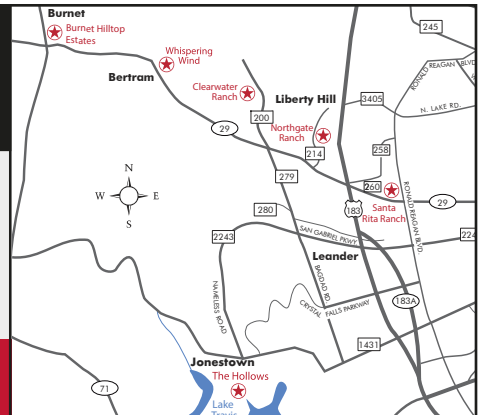 Burnet
Burnet Hilltop
Estates
245
Whispering
Wind
RONALD REAGAN BLVD
Bertram
Clearwater
Ranch
Liberty Hill
3405
N. LAKE RD.
200
29
Northgate
Ranch
214
258
279
260
N
W
E
S
Santa
Rita Ranch
29
183
280
RONALD REAGAN BLVD
2243
SAN GABRIEL PKWY
224
Leander
BAGDAD RD.
NAMELESS ROAD
CRYSTAL FALLS PARKWAY
183A
1431
Jonestown
The Hollows
71
Lake
Travis